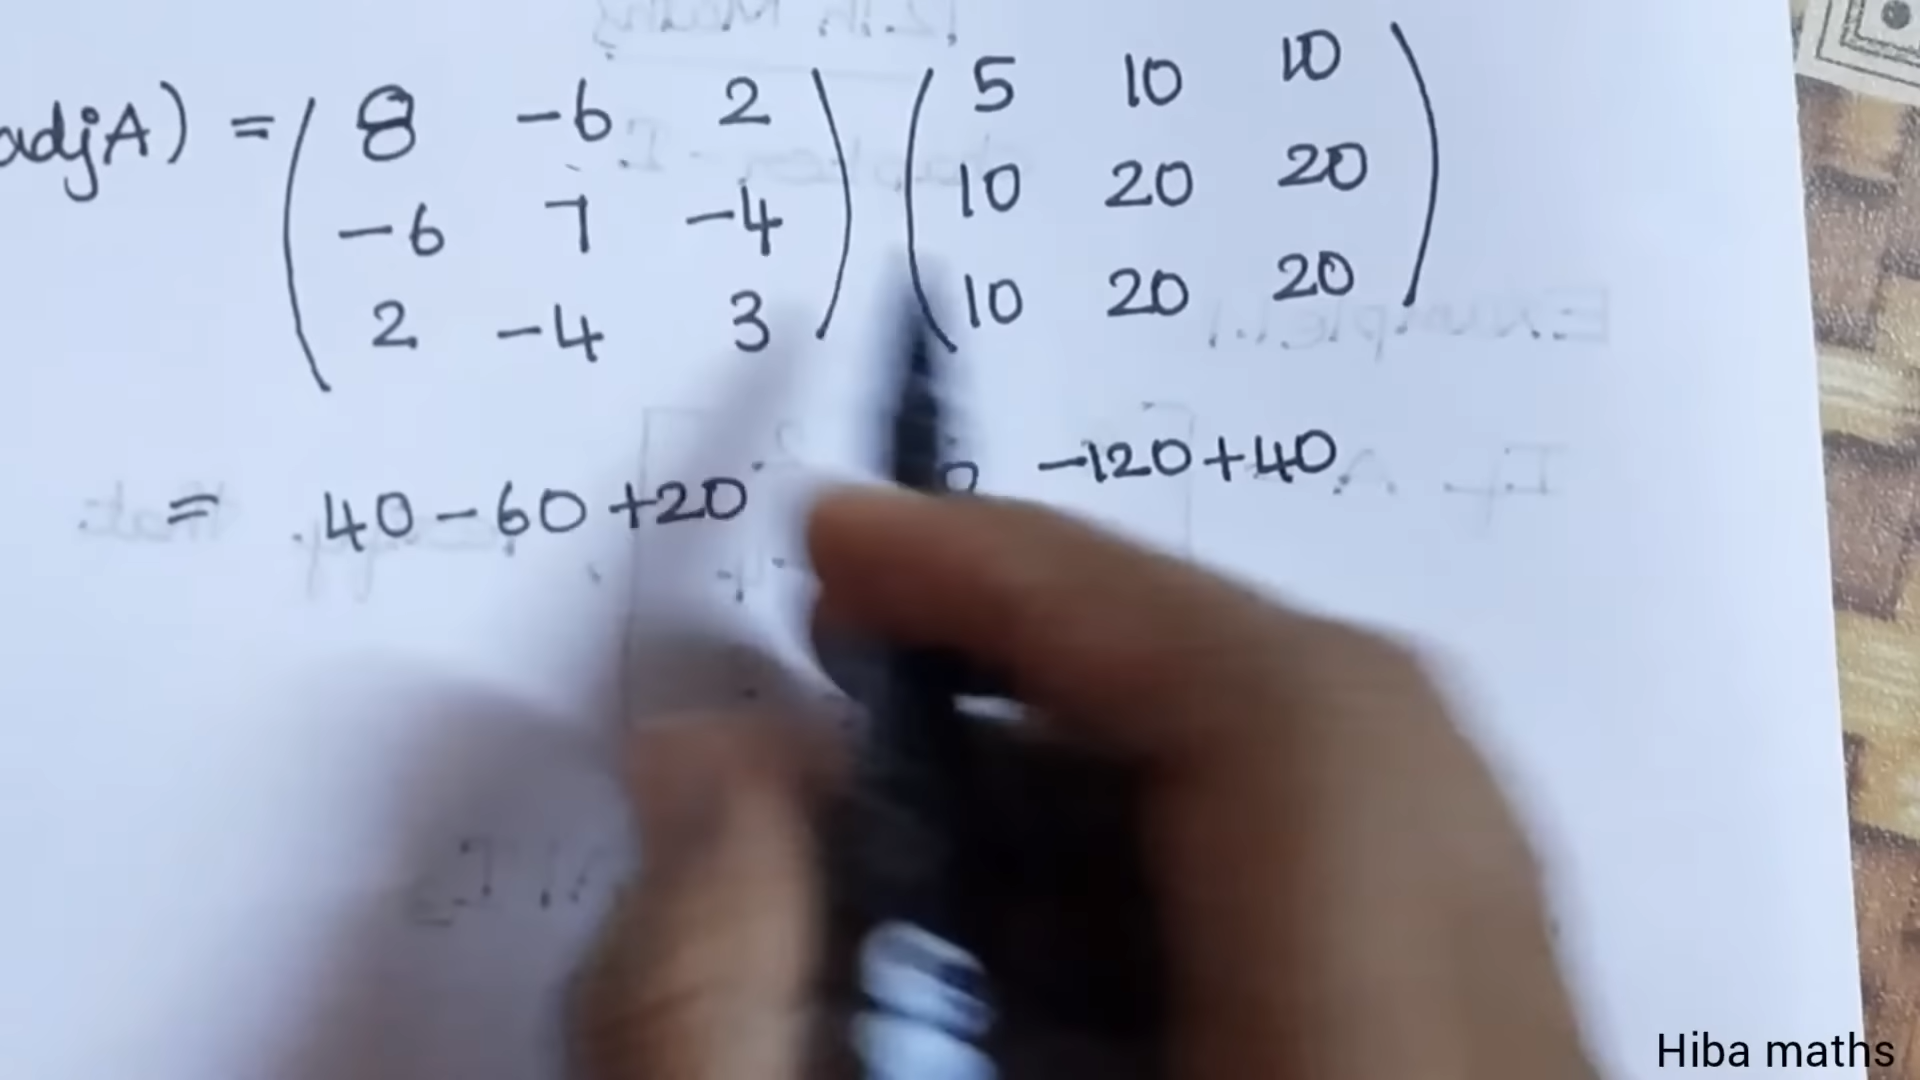 adjA) = ( 8 -6 2 ) ( 5 10 10 )
-6 7 -4 10 20 20
2 -4 3 10 20 20
= 40-60+20 0 -120+40
Hiba maths